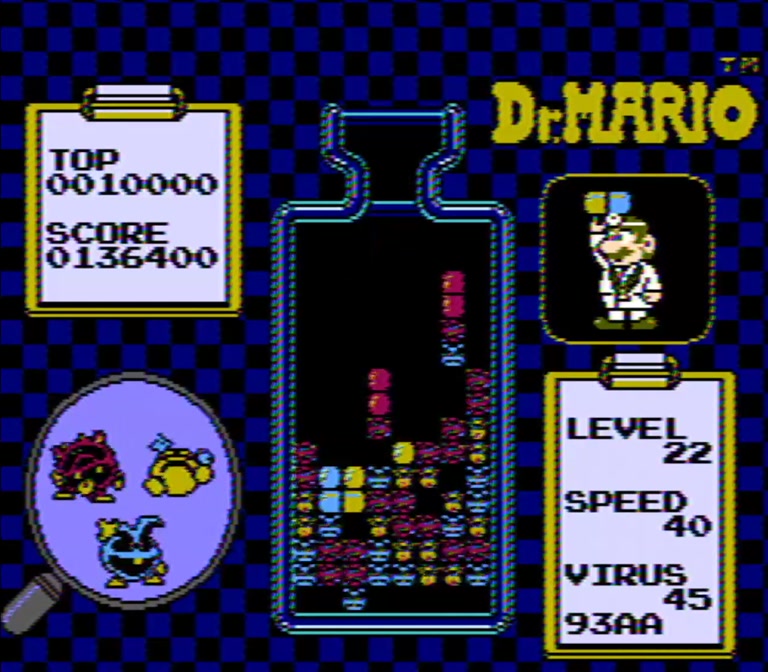 TM
Dr. MARIO
TOP
0010000
SCORE
0136400
LEVEL
22
SPEED
40
VIRUS
45
93AA